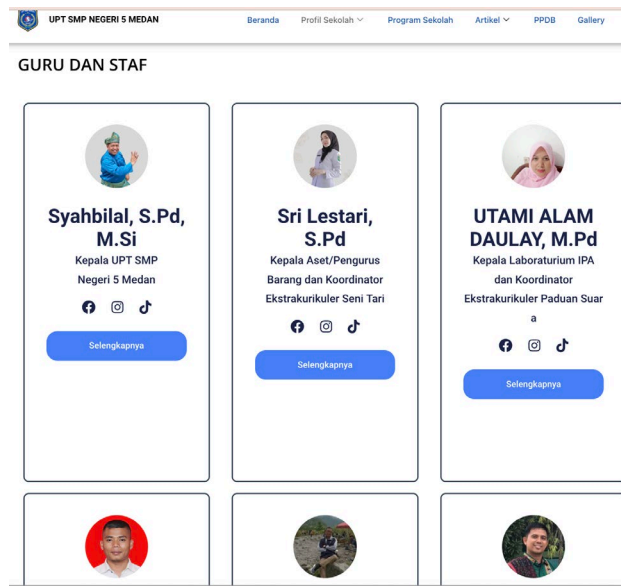 UPT SMP NEGERI 5 MEDAN
Beranda
Profil Sekolah
Program Sekolah
Artikel
PPDB
Gallery
GURU DAN STAF
Syahbilal, S.Pd,
M.Si
Kepala UPT SMP
Negeri 5 Medan
Selengkapnya
Sri Lestari,
S.Pd
Kepala Aset/Pengurus
Barang dan Koordinator
Ekstrakurikuler Seni Tari
Selengkapnya
UTAMI ALAM
DAULAY, M.Pd
Kepala Laboraturium IPA
dan Koordinator
Ekstrakurikuler Paduan Suar
a
Selengkapnya